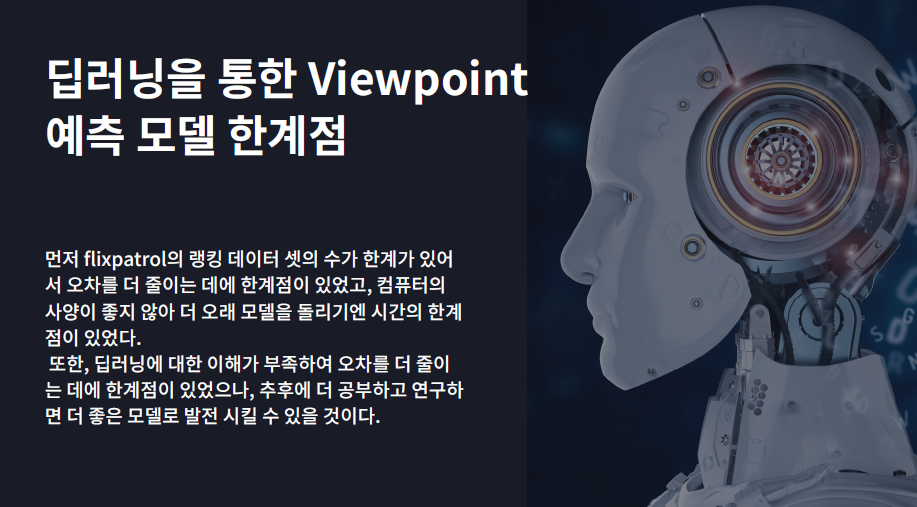 딥러닝을 통한 Viewpoint
예측 모델 한계점
먼저 flixpatrol의 랭킹 데이터 셋의 수가 한계가 있어
서 오차를 더 줄이는 데에 한계점이 있었고, 컴퓨터의
사양이 좋지 않아 더 오래 모델을 돌리기엔 시간의 한계
점이 있었다.
또한, 딥러닝에 대한 이해가 부족하여 오차를 더 줄이
는 데에 한계점이 있었으나, 추후에 더 공부하고 연구하
면 더 좋은 모델로 발전 시킬 수 있을 것이다.